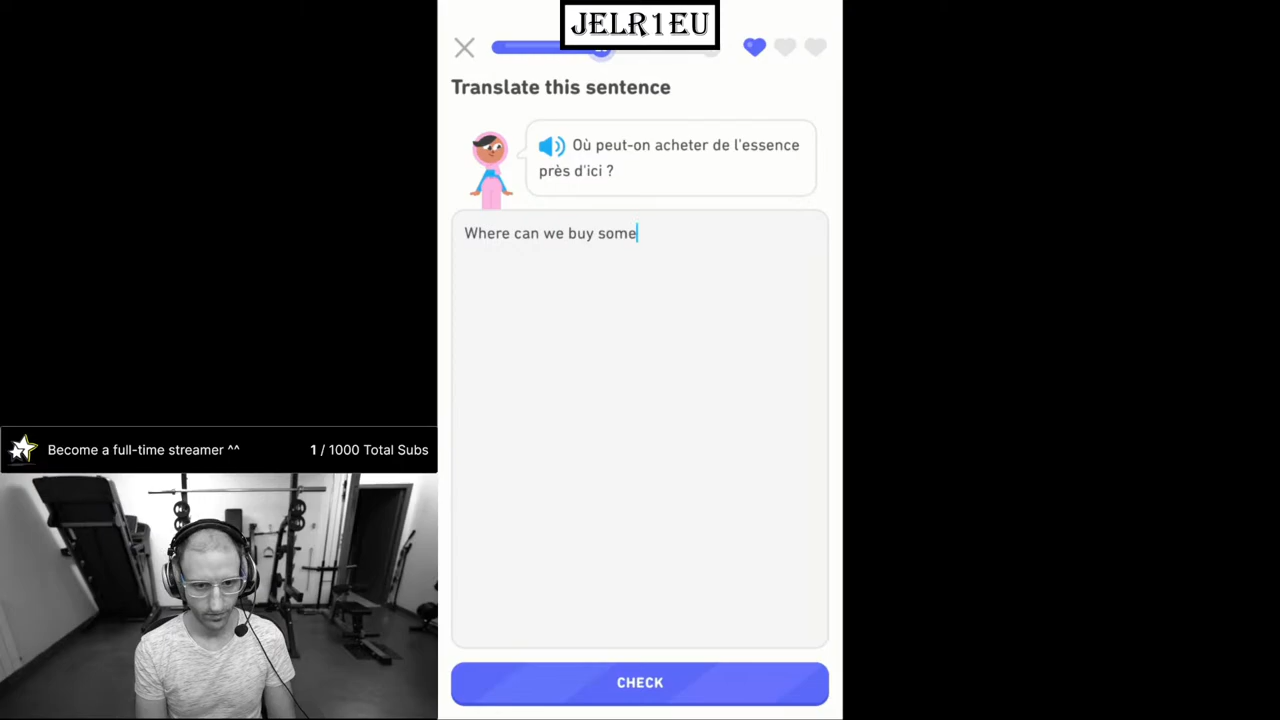 JELR1EU
Translate this sentence
Où peut-on acheter de l'essence
près d'ici ?
Where can we buy some
Become a full-time streamer ^^ 1 / 1000 Total Subs
CHECK